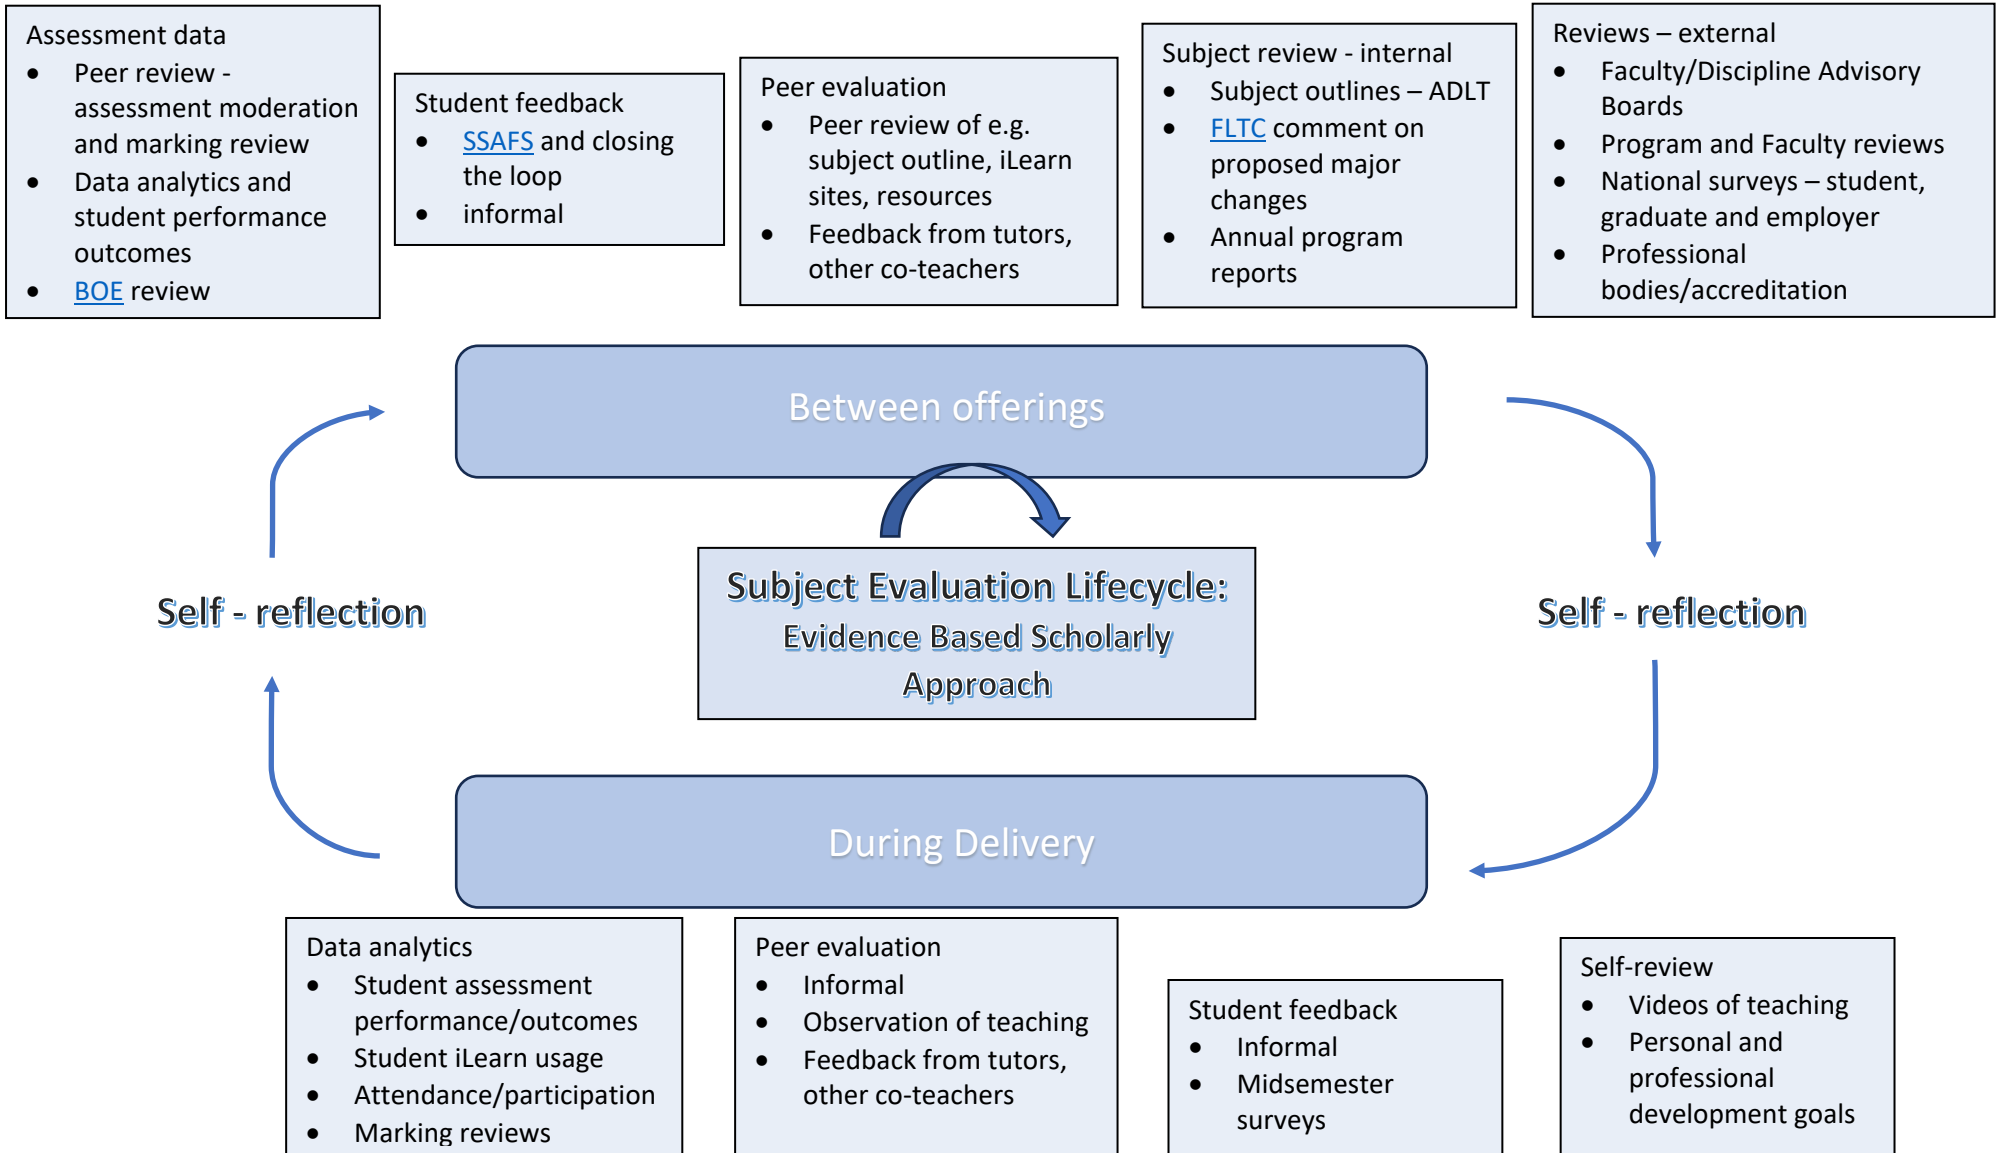 Assessment data
• Peer review -
assessment moderation
and marking review
• Data analytics and
student performance
outcomes
• BOE review
Student feedback
• SSAFS and closing
the loop
• informal
Peer evaluation
• Peer review of e.g.
subject outline, iLearn
sites, resources
• Feedback from tutors,
other co-teachers
Subject review - internal
• Subject outlines – ADLT
• FLTC comment on
proposed major
changes
• Annual program
reports
Reviews – external
• Faculty/Discipline Advisory
Boards
• Program and Faculty reviews
• National surveys – student,
graduate and employer
• Professional
bodies/accreditation
Between offerings
Self - reflection
Subject Evaluation Lifecycle:
Evidence Based Scholarly
Approach
Self - reflection
During Delivery
Data analytics
• Student assessment
performance/outcomes
• Student iLearn usage
• Attendance/participation
• Marking reviews
Peer evaluation
• Informal
• Observation of teaching
• Feedback from tutors,
other co-teachers
Student feedback
• Informal
• Midsemester
surveys
Self-review
• Videos of teaching
• Personal and
professional
development goals